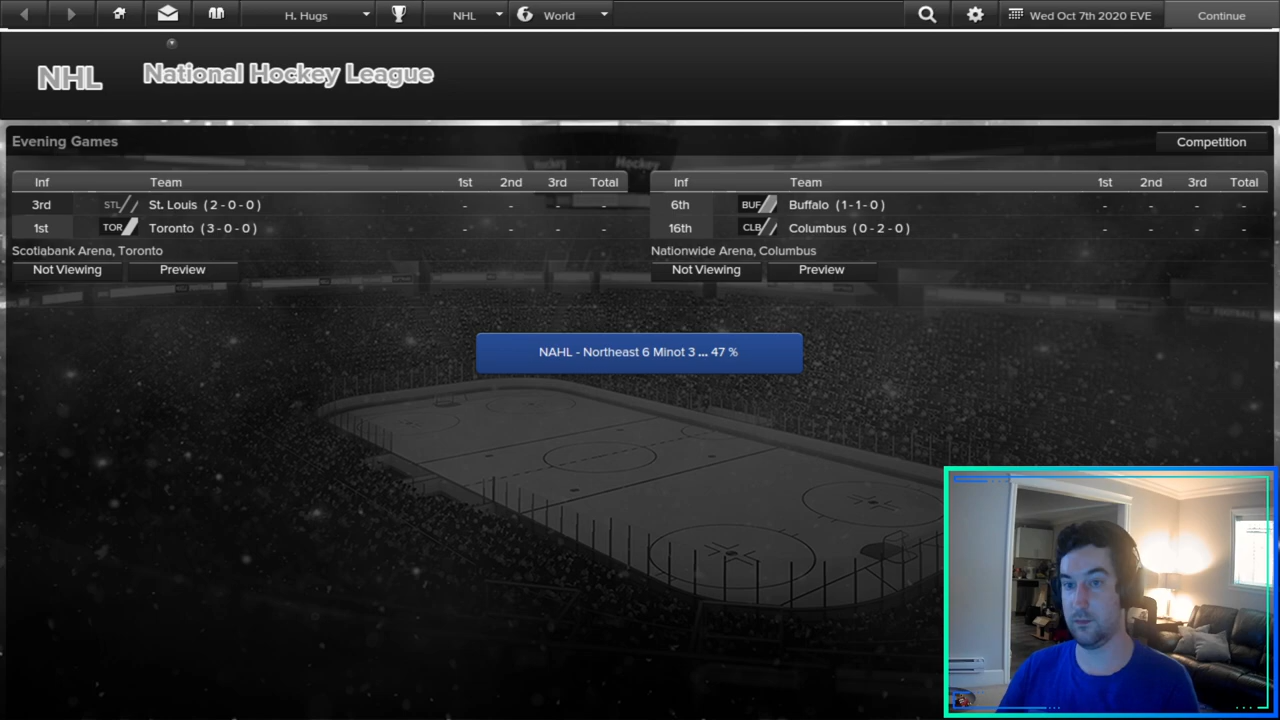 H. Hugs NHL World Wed Oct 7th 2020 EVE Continue
NHL National Hockey League
Evening Games Competition
Inf Team 1st 2nd 3rd Total Inf Team 1st 2nd 3rd Total
3rd STL St. Louis (2-0-0) - - - - 6th BUF Buffalo (1-1-0) - - - -
1st TOR Toronto (3-0-0) - - - - 16th CLB Columbus (0-2-0) - - - -
Scotiabank Arena, Toronto Nationwide Arena, Columbus
Not Viewing Preview Not Viewing Preview
NAHL - Northeast 6 Minot 3 ... 47 %